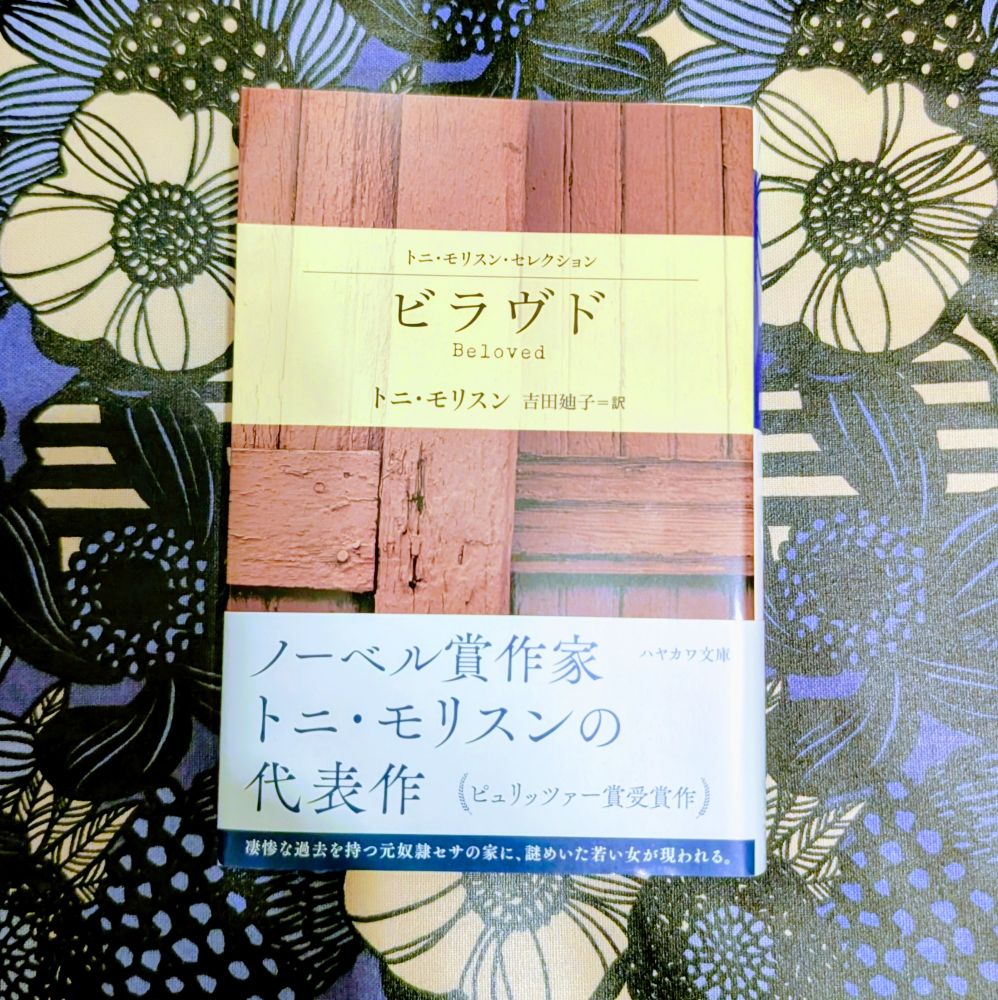 トニ・モリスン・セレクション
ビラヴド
Beloved
トニ・モリスン 吉田廸子=訳
ノーベル賞作家
ハヤカワ文庫
トニ・モリスンの
代表作 (ピュリッツァー賞受賞作)
凄惨な過去を持つ元奴隷セサの家に、謎めいた若い女が現われる。